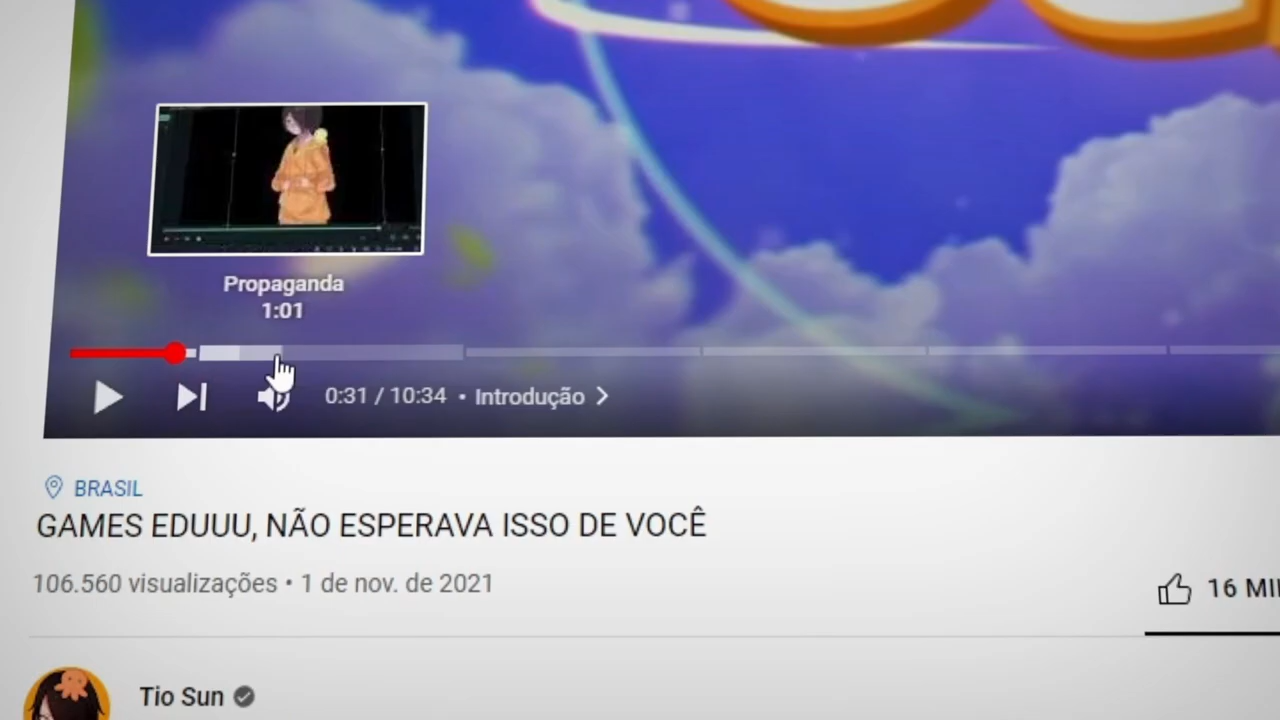 Propaganda
1:01
0:31 / 10:34 • Introdução
BRASIL
GAMES EDUUU, NÃO ESPERAVA ISSO DE VOCÊ
106.560 visualizações • 1 de nov. de 2021
16 MI
Tio Sun